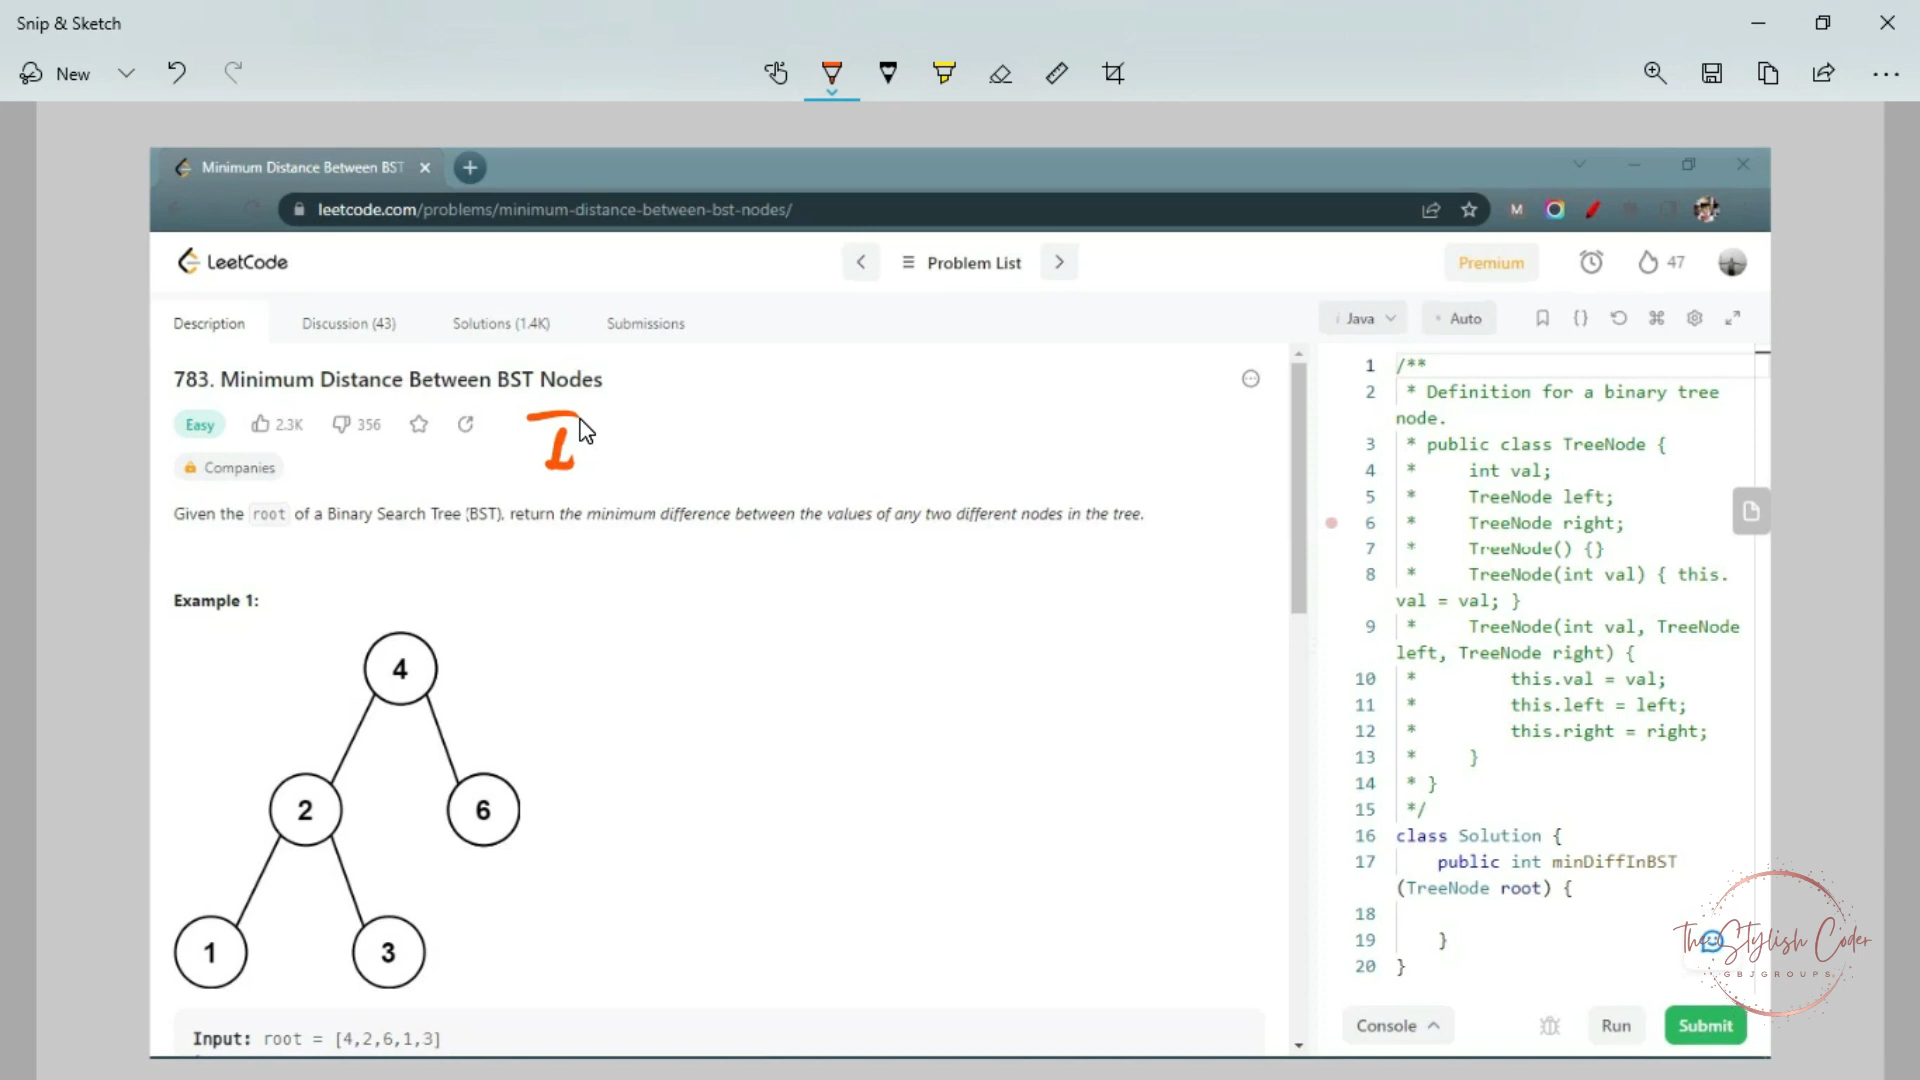 Snip & Sketch
New
Minimum Distance Between BST
leetcode.com/problems/minimum-distance-between-bst-nodes/
M
LeetCode
Problem List
Premium
47
Description
Discussion (43)
Solutions (1.4K)
Submissions
i Java
Auto
783. Minimum Distance Between BST Nodes
Easy
2.3K
356
I
Companies
Given the root of a Binary Search Tree (BST), return the minimum difference between the values of any two different nodes in the tree.
Example 1:
4
2
6
1
3
Input: root = [4,2,6,1,3]
1 /**
2 * Definition for a binary tree
node.
3 * public class TreeNode {
4 * int val;
5 * TreeNode left;
6 * TreeNode right;
7 * TreeNode() {}
8 * TreeNode(int val) { this.
val = val; }
9 * TreeNode(int val, TreeNode
left, TreeNode right) {
10 * this.val = val;
11 * this.left = left;
12 * this.right = right;
13 * }
14 * }
15 */
16 class Solution {
17 public int minDiffInBST
(TreeNode root) {
18
19 }
20 }
The Stylish Coder
GBJGROUPS
Console
Run
Submit